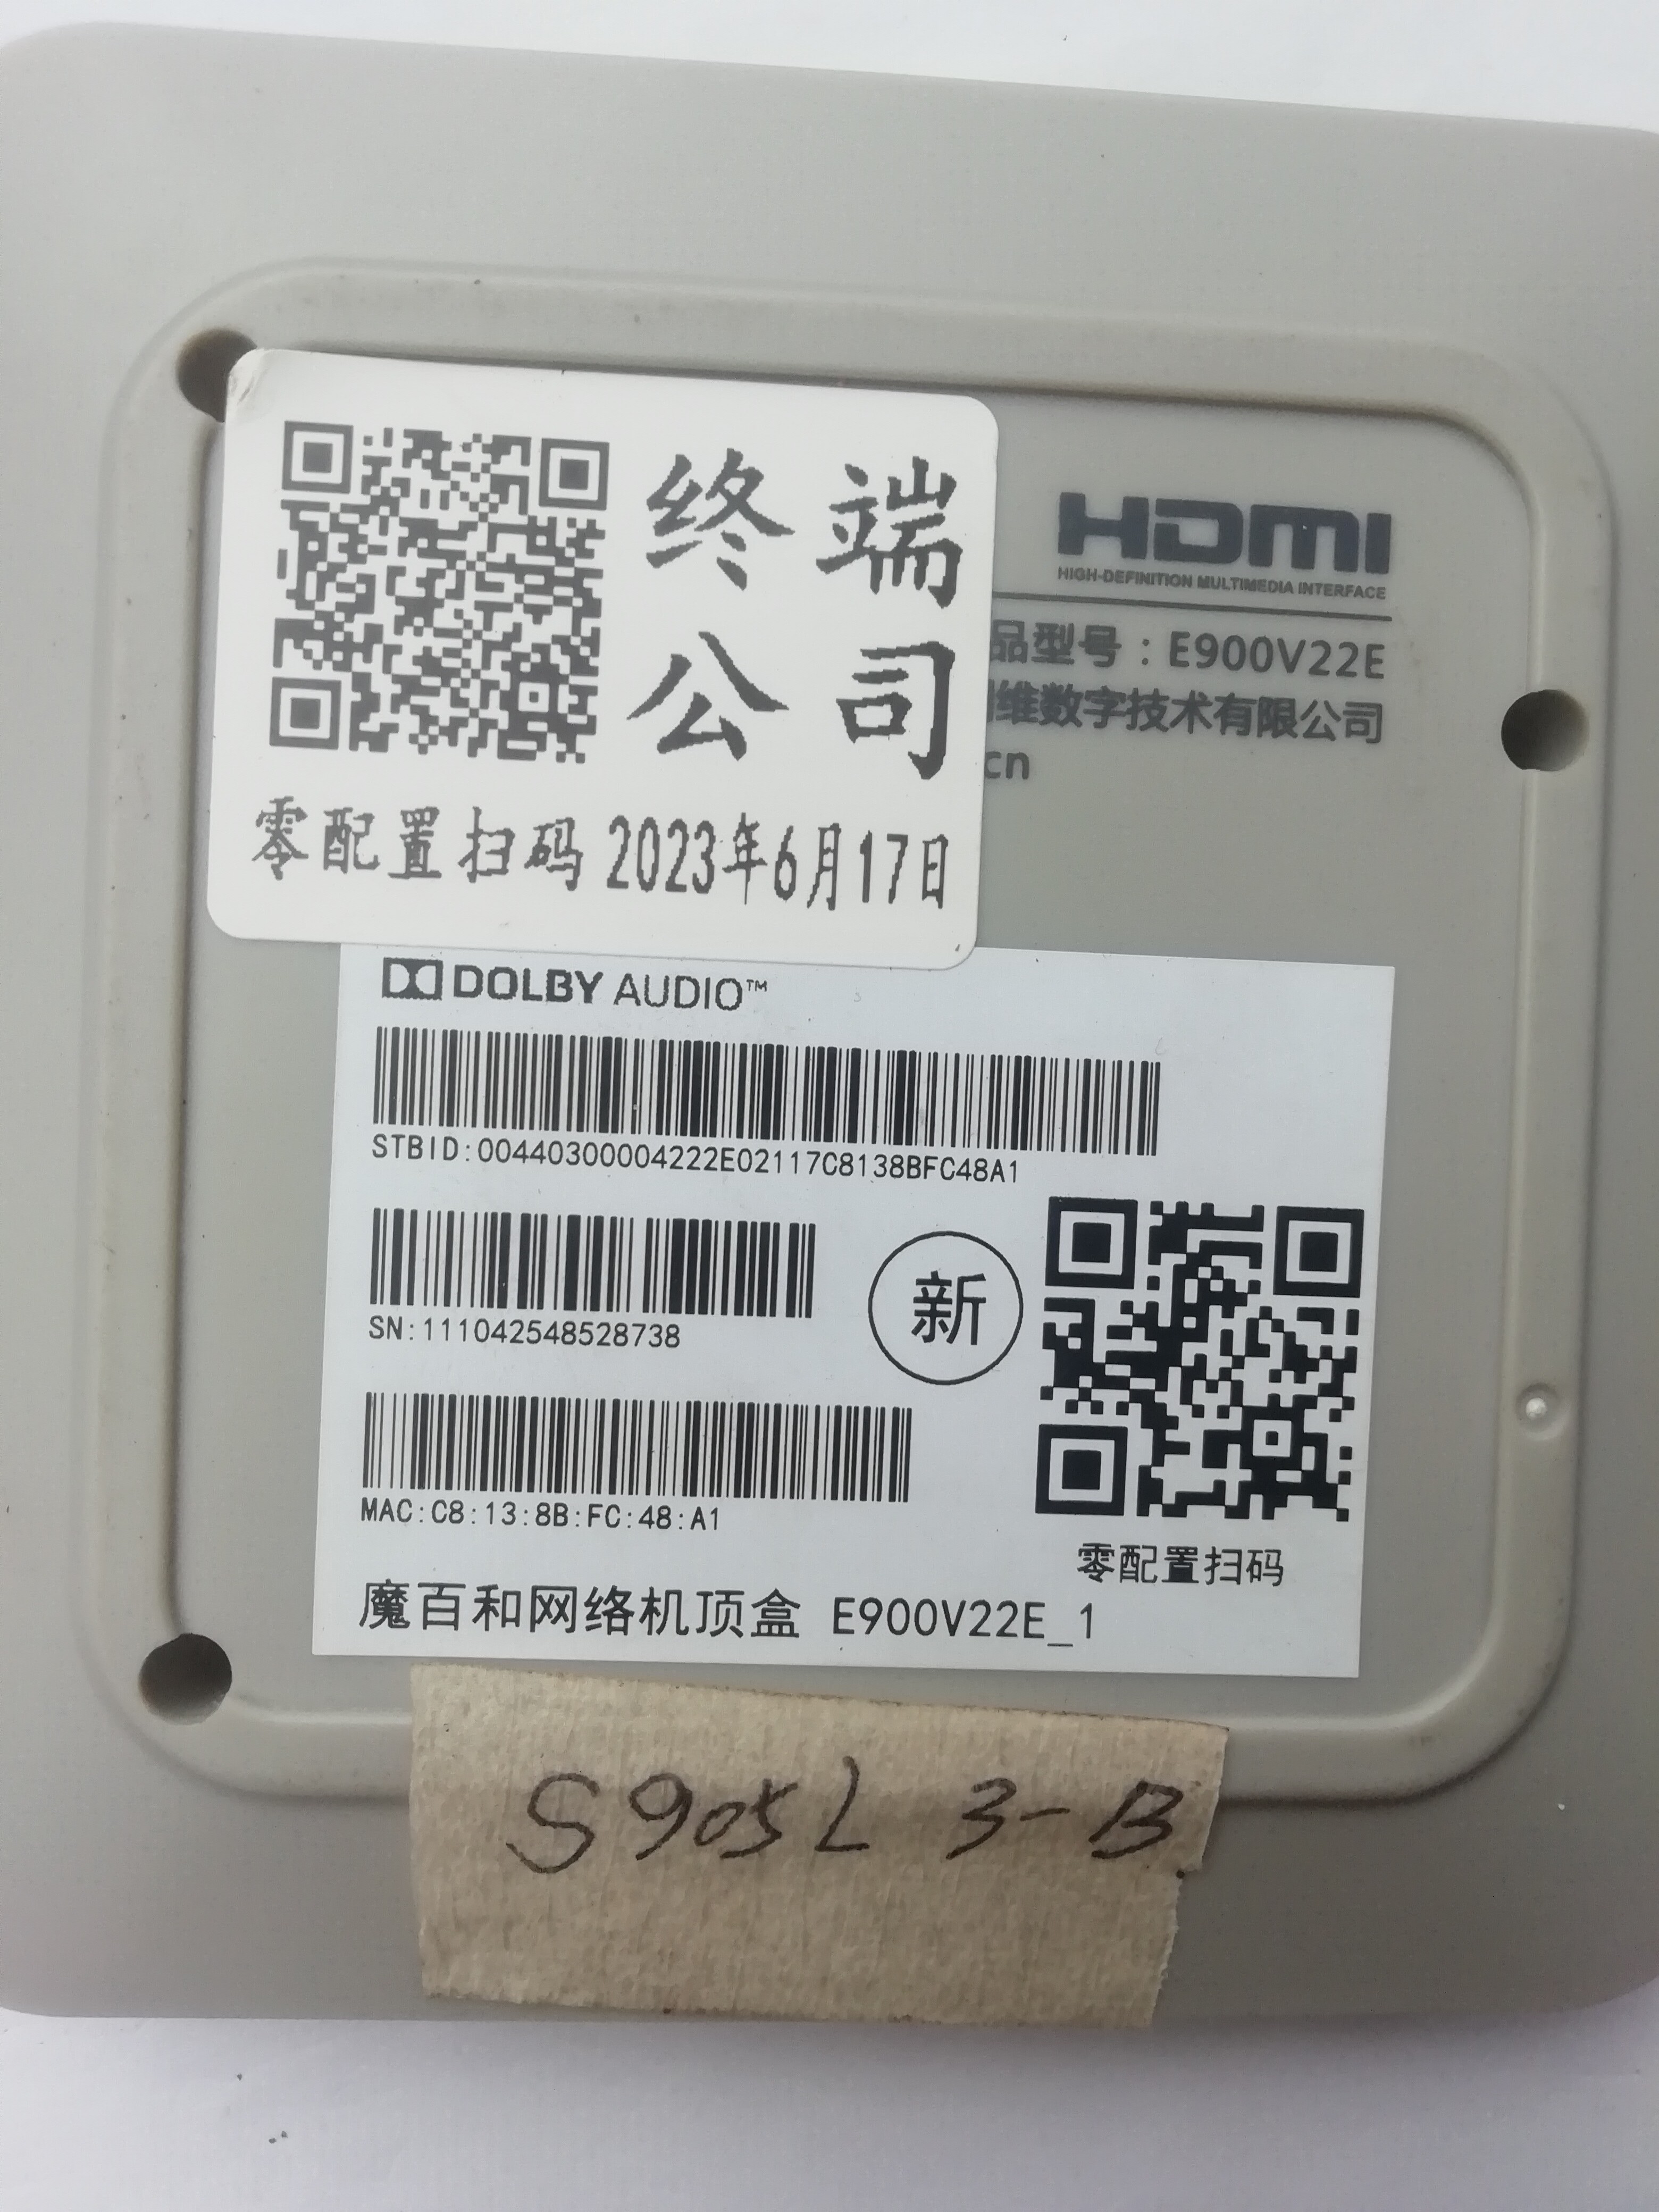 终端
公司
零配置扫码 2023年6月17日
HDMI
HIGH-DEFINITION MULTIMEDIA INTERFACE
品型号：E900V22E
维数字技术有限公司
cn
DOLBY AUDIO™
STBID:00440300004222E02117C8138BFC48A1
SN:111042548528738
新
MAC:C8:13:8B:FC:48:A1
零配置扫码
魔百和网络机顶盒 E900V22E_1
S905L 3-B